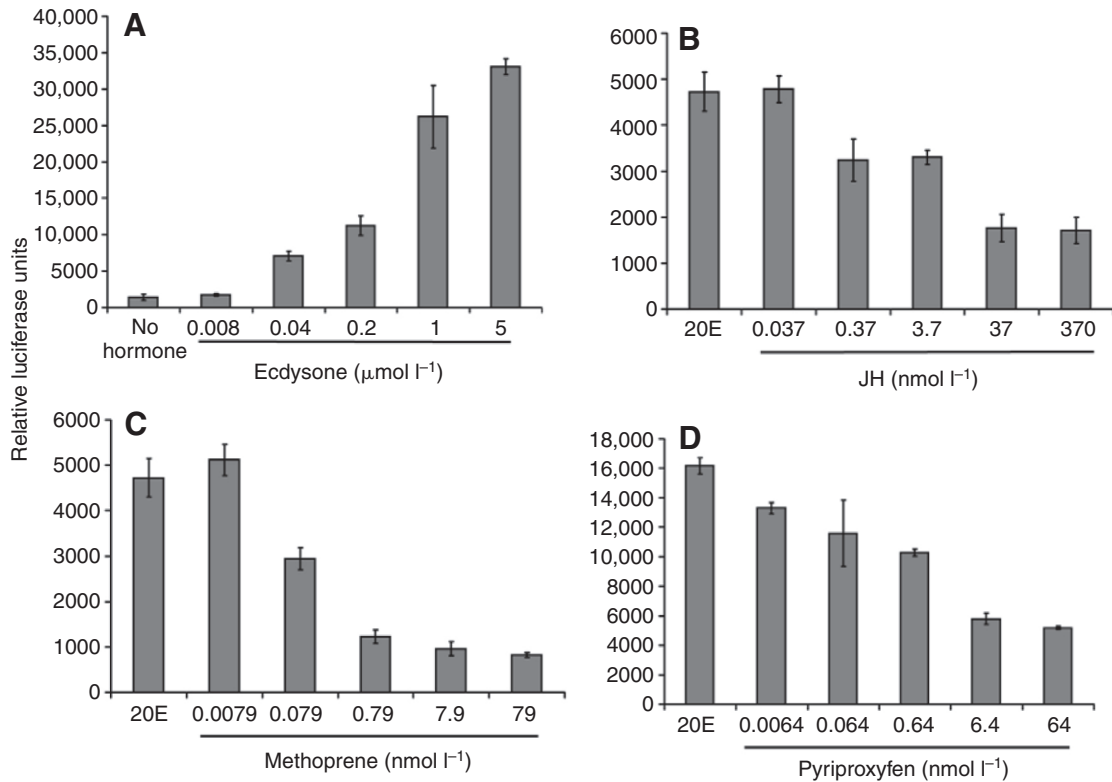 Relative luciferase units
A
40,000
35,000
30,000
25,000
20,000
15,000
10,000
5000
0
No hormone
0.008 0.04 0.2 1 5
Ecdysone (μmol l⁻¹)
B
6000
5000
4000
3000
2000
1000
0
20E 0.037 0.37 3.7 37 370
JH (nmol l⁻¹)
C
6000
5000
4000
3000
2000
1000
0
20E 0.0079 0.079 0.79 7.9 79
Methoprene (nmol l⁻¹)
D
18,000
16,000
14,000
12,000
10,000
8000
6000
4000
2000
0
20E 0.0064 0.064 0.64 6.4 64
Pyriproxyfen (nmol l⁻¹)